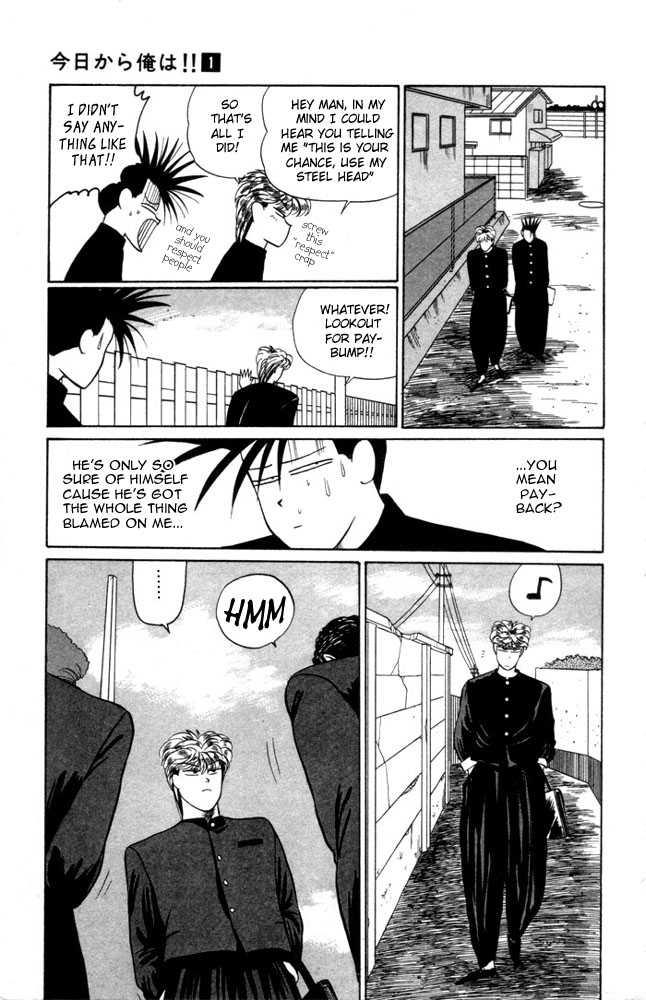 今日から俺は!! 1
HEY MAN, IN MY
MIND I COULD
HEAR YOU TELLING
ME "THIS IS YOUR
CHANCE, USE MY
STEEL HEAD"
SO
THAT'S
ALL I
DID!
I DIDN'T
SAY ANY-
THING LIKE
THAT!!
screw
this
"respect"
crap
and you
should
respect
people
WHATEVER!
LOOKOUT
FOR PAY-
BUMP!!
...YOU
MEAN
PAY-
BACK?
HE'S ONLY SO
SURE OF HIMSELF
CAUSE HE'S GOT
THE WHOLE THING
BLAMED ON ME...
♪
HMM
......